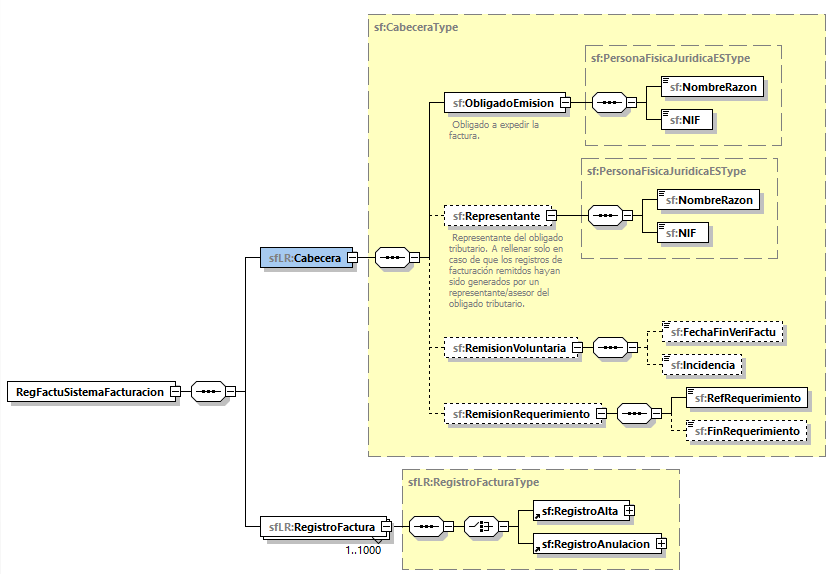 sf:CabeceraType
sf:PersonaFisicaJuridicaESType
sf:NombreRazon
sf:ObligadoEmision
sf:NIF
Obligado a expedir la
factura.
sf:PersonaFisicaJuridicaESType
sf:NombreRazon
sf:Representante
sf:NIF
Representante del obligado
tributario. A rellenar solo en
caso de que los registros de
facturación remitdos hayan
sido generados por un
representante/asesor del
obligado tributario.
sfLR:Cabecera
sf:FechaFinVeriFactu
sf:RemisionVoluntaria
sf:Incidencia
RegFactuSistemaFacturacion
sf:RefRequerimiento
sf:RemisionRequerimiento
sf:FinRequerimiento
sfLR:RegistroFacturaType
sf:RegistroAlta
sfLR:RegistroFactura
sf:RegistroAnulacion
1..1000